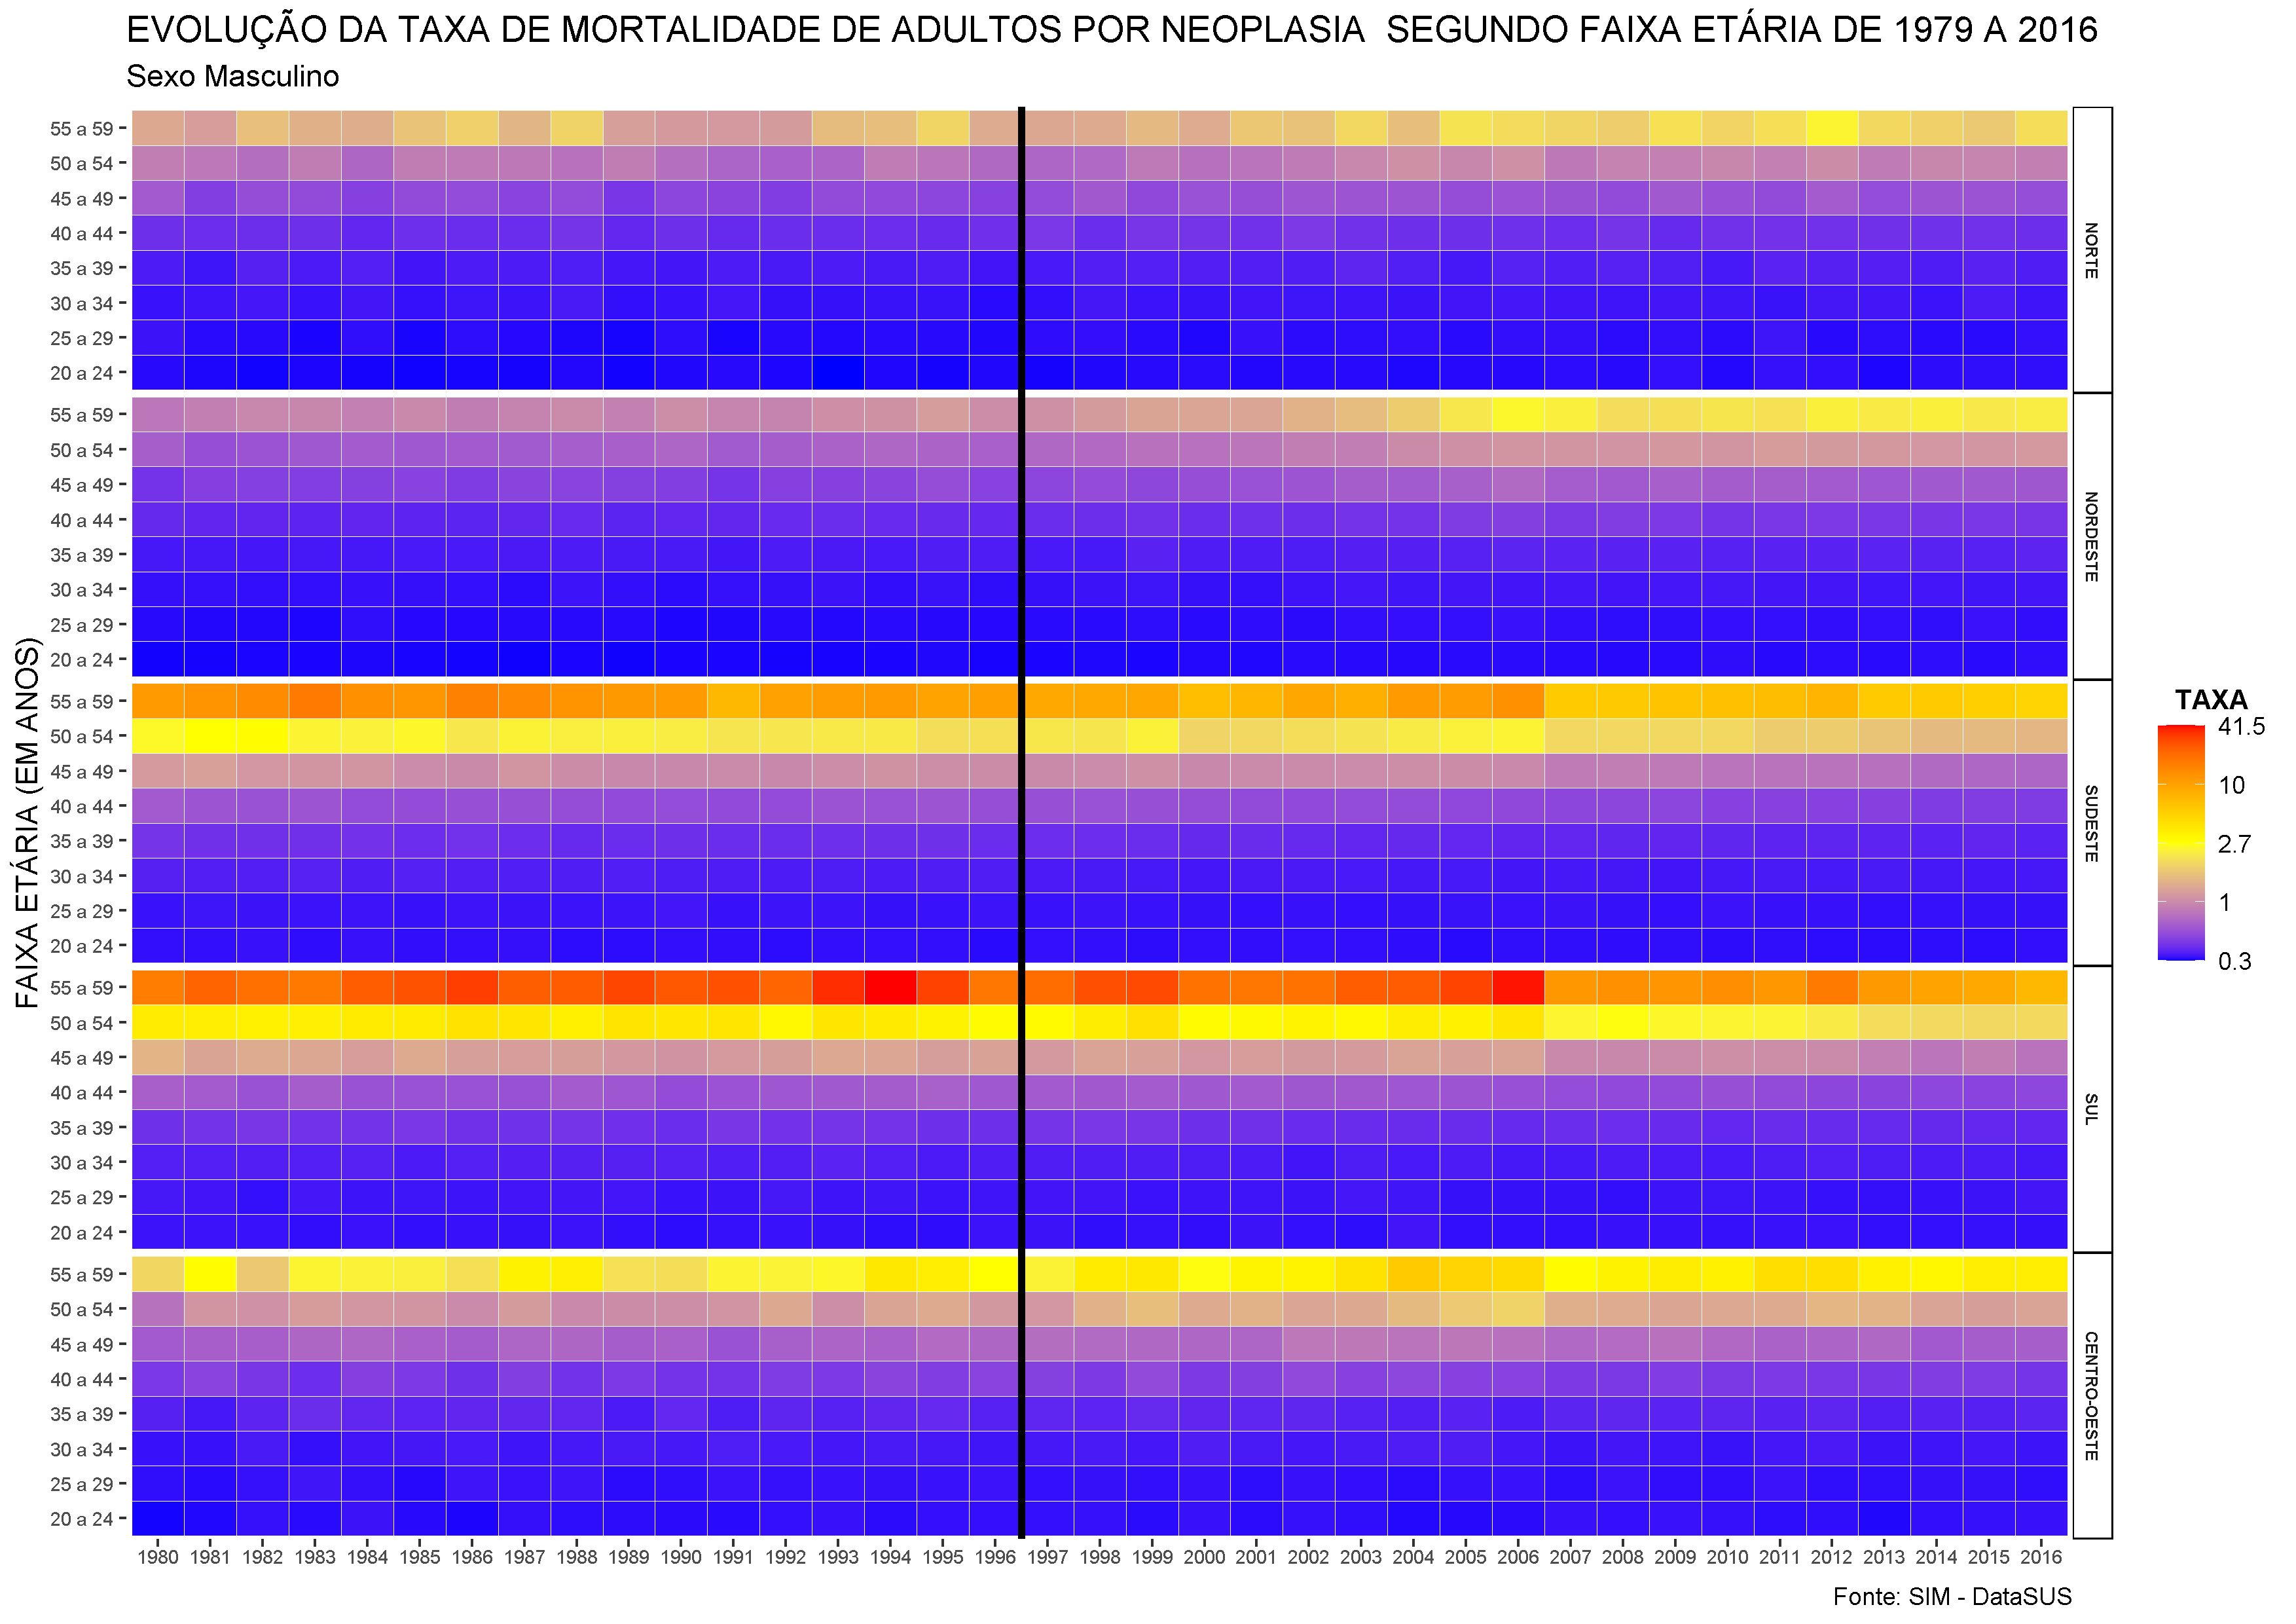 EVOLUÇÃO DA TAXA DE MORTALIDADE DE ADULTOS POR NEOPLASIA  SEGUNDO FAIXA ETÁRIA DE 1979 A 2016
Sexo Masculino
FAIXA ETÁRIA (EM ANOS)
55 a 59
50 a 54
45 a 49
40 a 44
35 a 39
30 a 34
25 a 29
20 a 24
NORTE
55 a 59
50 a 54
45 a 49
40 a 44
35 a 39
30 a 34
25 a 29
20 a 24
NORDESTE
55 a 59
50 a 54
45 a 49
40 a 44
35 a 39
30 a 34
25 a 29
20 a 24
SUDESTE
55 a 59
50 a 54
45 a 49
40 a 44
35 a 39
30 a 34
25 a 29
20 a 24
SUL
55 a 59
50 a 54
45 a 49
40 a 44
35 a 39
30 a 34
25 a 29
20 a 24
CENTRO-OESTE
1980 1981 1982 1983 1984 1985 1986 1987 1988 1989 1990 1991 1992 1993 1994 1995 1996 1997 1998 1999 2000 2001 2002 2003 2004 2005 2006 2007 2008 2009 2010 2011 2012 2013 2014 2015 2016
TAXA
41.5
10
2.7
1
0.3
Fonte: SIM - DataSUS